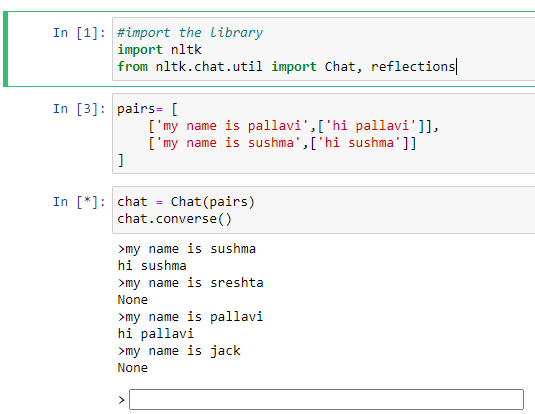 In [1]: #import the library
import nltk
from nltk.chat.util import Chat, reflections
In [3]: pairs= [
['my name is pallavi',['hi pallavi']],
['my name is sushma',['hi sushma']]
]
In [*]: chat = Chat(pairs)
chat.converse()
>my name is sushma
hi sushma
>my name is sreshta
None
>my name is pallavi
hi pallavi
>my name is jack
None
>